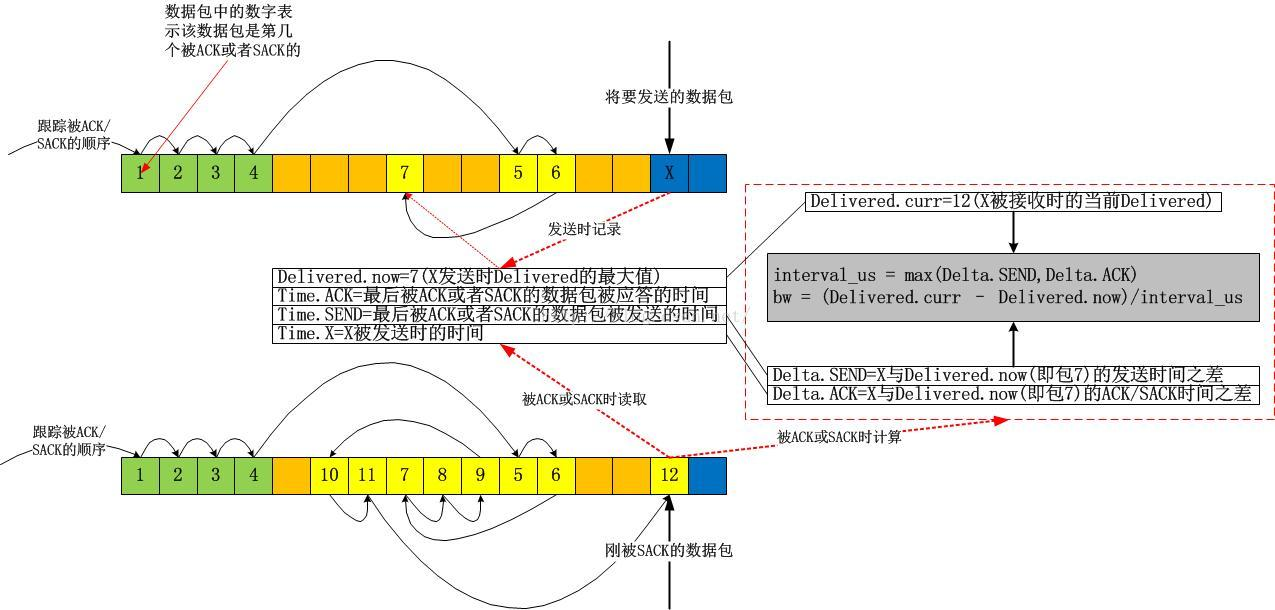 数据包中的数字表
示该数据包是第几
个被ACK或者SACK的
将要发送的数据包
跟踪被ACK/
SACK的顺序
1 2 3 4 7 5 6 X
发送时记录
Delivered.curr=12(X被接收时的当前Delivered)
interval_us = max(Delta.SEND,Delta.ACK)
bw = (Delivered.curr - Delivered.now)/interval_us
Delivered.now=7(X发送时Delivered的最大值)
Time.ACK=最后被ACK或者SACK的数据包被应答的时间
Time.SEND=最后被ACK或者SACK的数据包被发送的时间
Time.X=X被发送时的时间
Delta.SEND=X与Delivered.now(即包7)的发送时间之差
Delta.ACK=X与Delivered.now(即包7)的ACK/SACK时间之差
被ACK或SACK时读取
被ACK或SACK时计算
跟踪被ACK/
SACK的顺序
1 2 3 4 10 11 7 8 9 5 6 12
刚被SACK的数据包